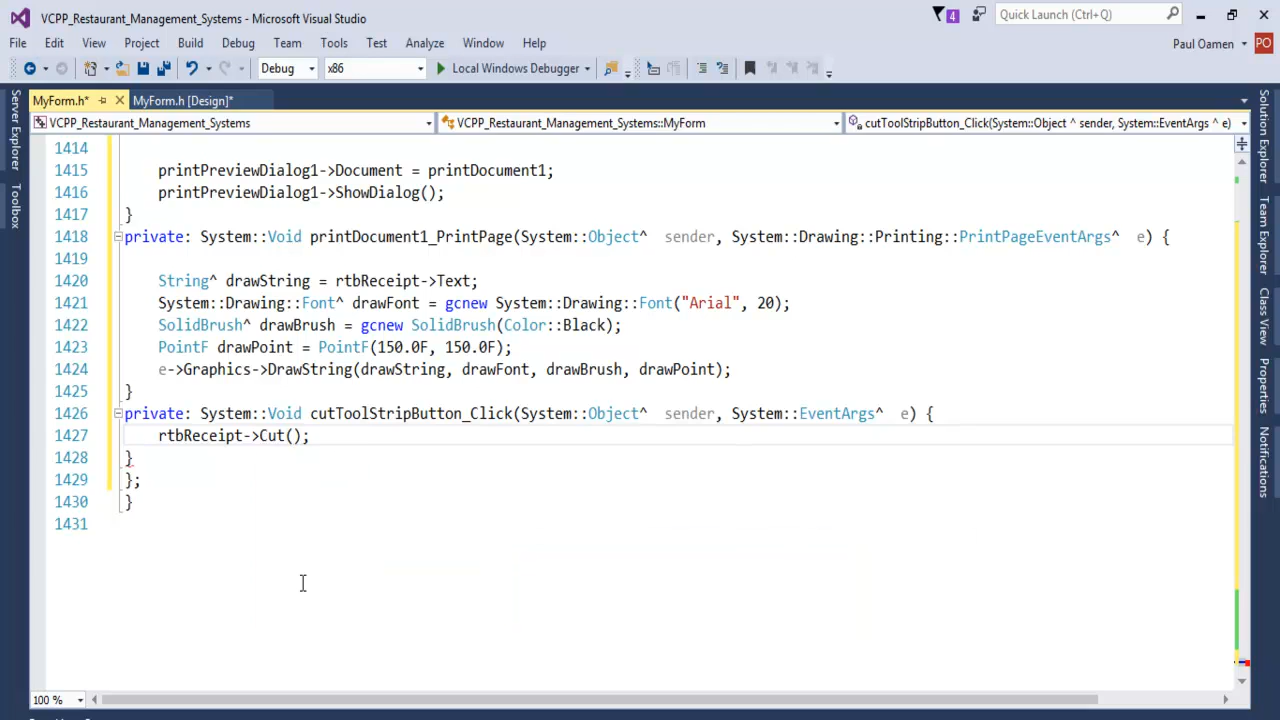 VCPP_Restaurant_Management_Systems - Microsoft Visual Studio
4
Quick Launch (Ctrl+Q)
File Edit View Project Build Debug Team Tools Test Analyze Window Help
Paul Oamen
PO
Debug x86 Local Windows Debugger
MyForm.h* MyForm.h [Design]*
VCPP_Restaurant_Management_Systems VCPP_Restaurant_Management_Systems::MyForm cutToolStripButton_Click(System::Object ^ sender, System::EventArgs ^ e)
Server Explorer
Toolbox
1414
1415 printPreviewDialog1->Document = printDocument1;
1416 printPreviewDialog1->ShowDialog();
1417 }
1418 private: System::Void printDocument1_PrintPage(System::Object^ sender, System::Drawing::Printing::PrintPageEventArgs^ e) {
1419
1420 String^ drawString = rtbReceipt->Text;
1421 System::Drawing::Font^ drawFont = gcnew System::Drawing::Font("Arial", 20);
1422 SolidBrush^ drawBrush = gcnew SolidBrush(Color::Black);
1423 PointF drawPoint = PointF(150.0F, 150.0F);
1424 e->Graphics->DrawString(drawString, drawFont, drawBrush, drawPoint);
1425 }
1426 private: System::Void cutToolStripButton_Click(System::Object^ sender, System::EventArgs^ e) {
1427 rtbReceipt->Cut();
1428 }
1429 };
1430 }
1431
Solution Explorer
Team Explorer
Class View
Properties
Notifications
100 %